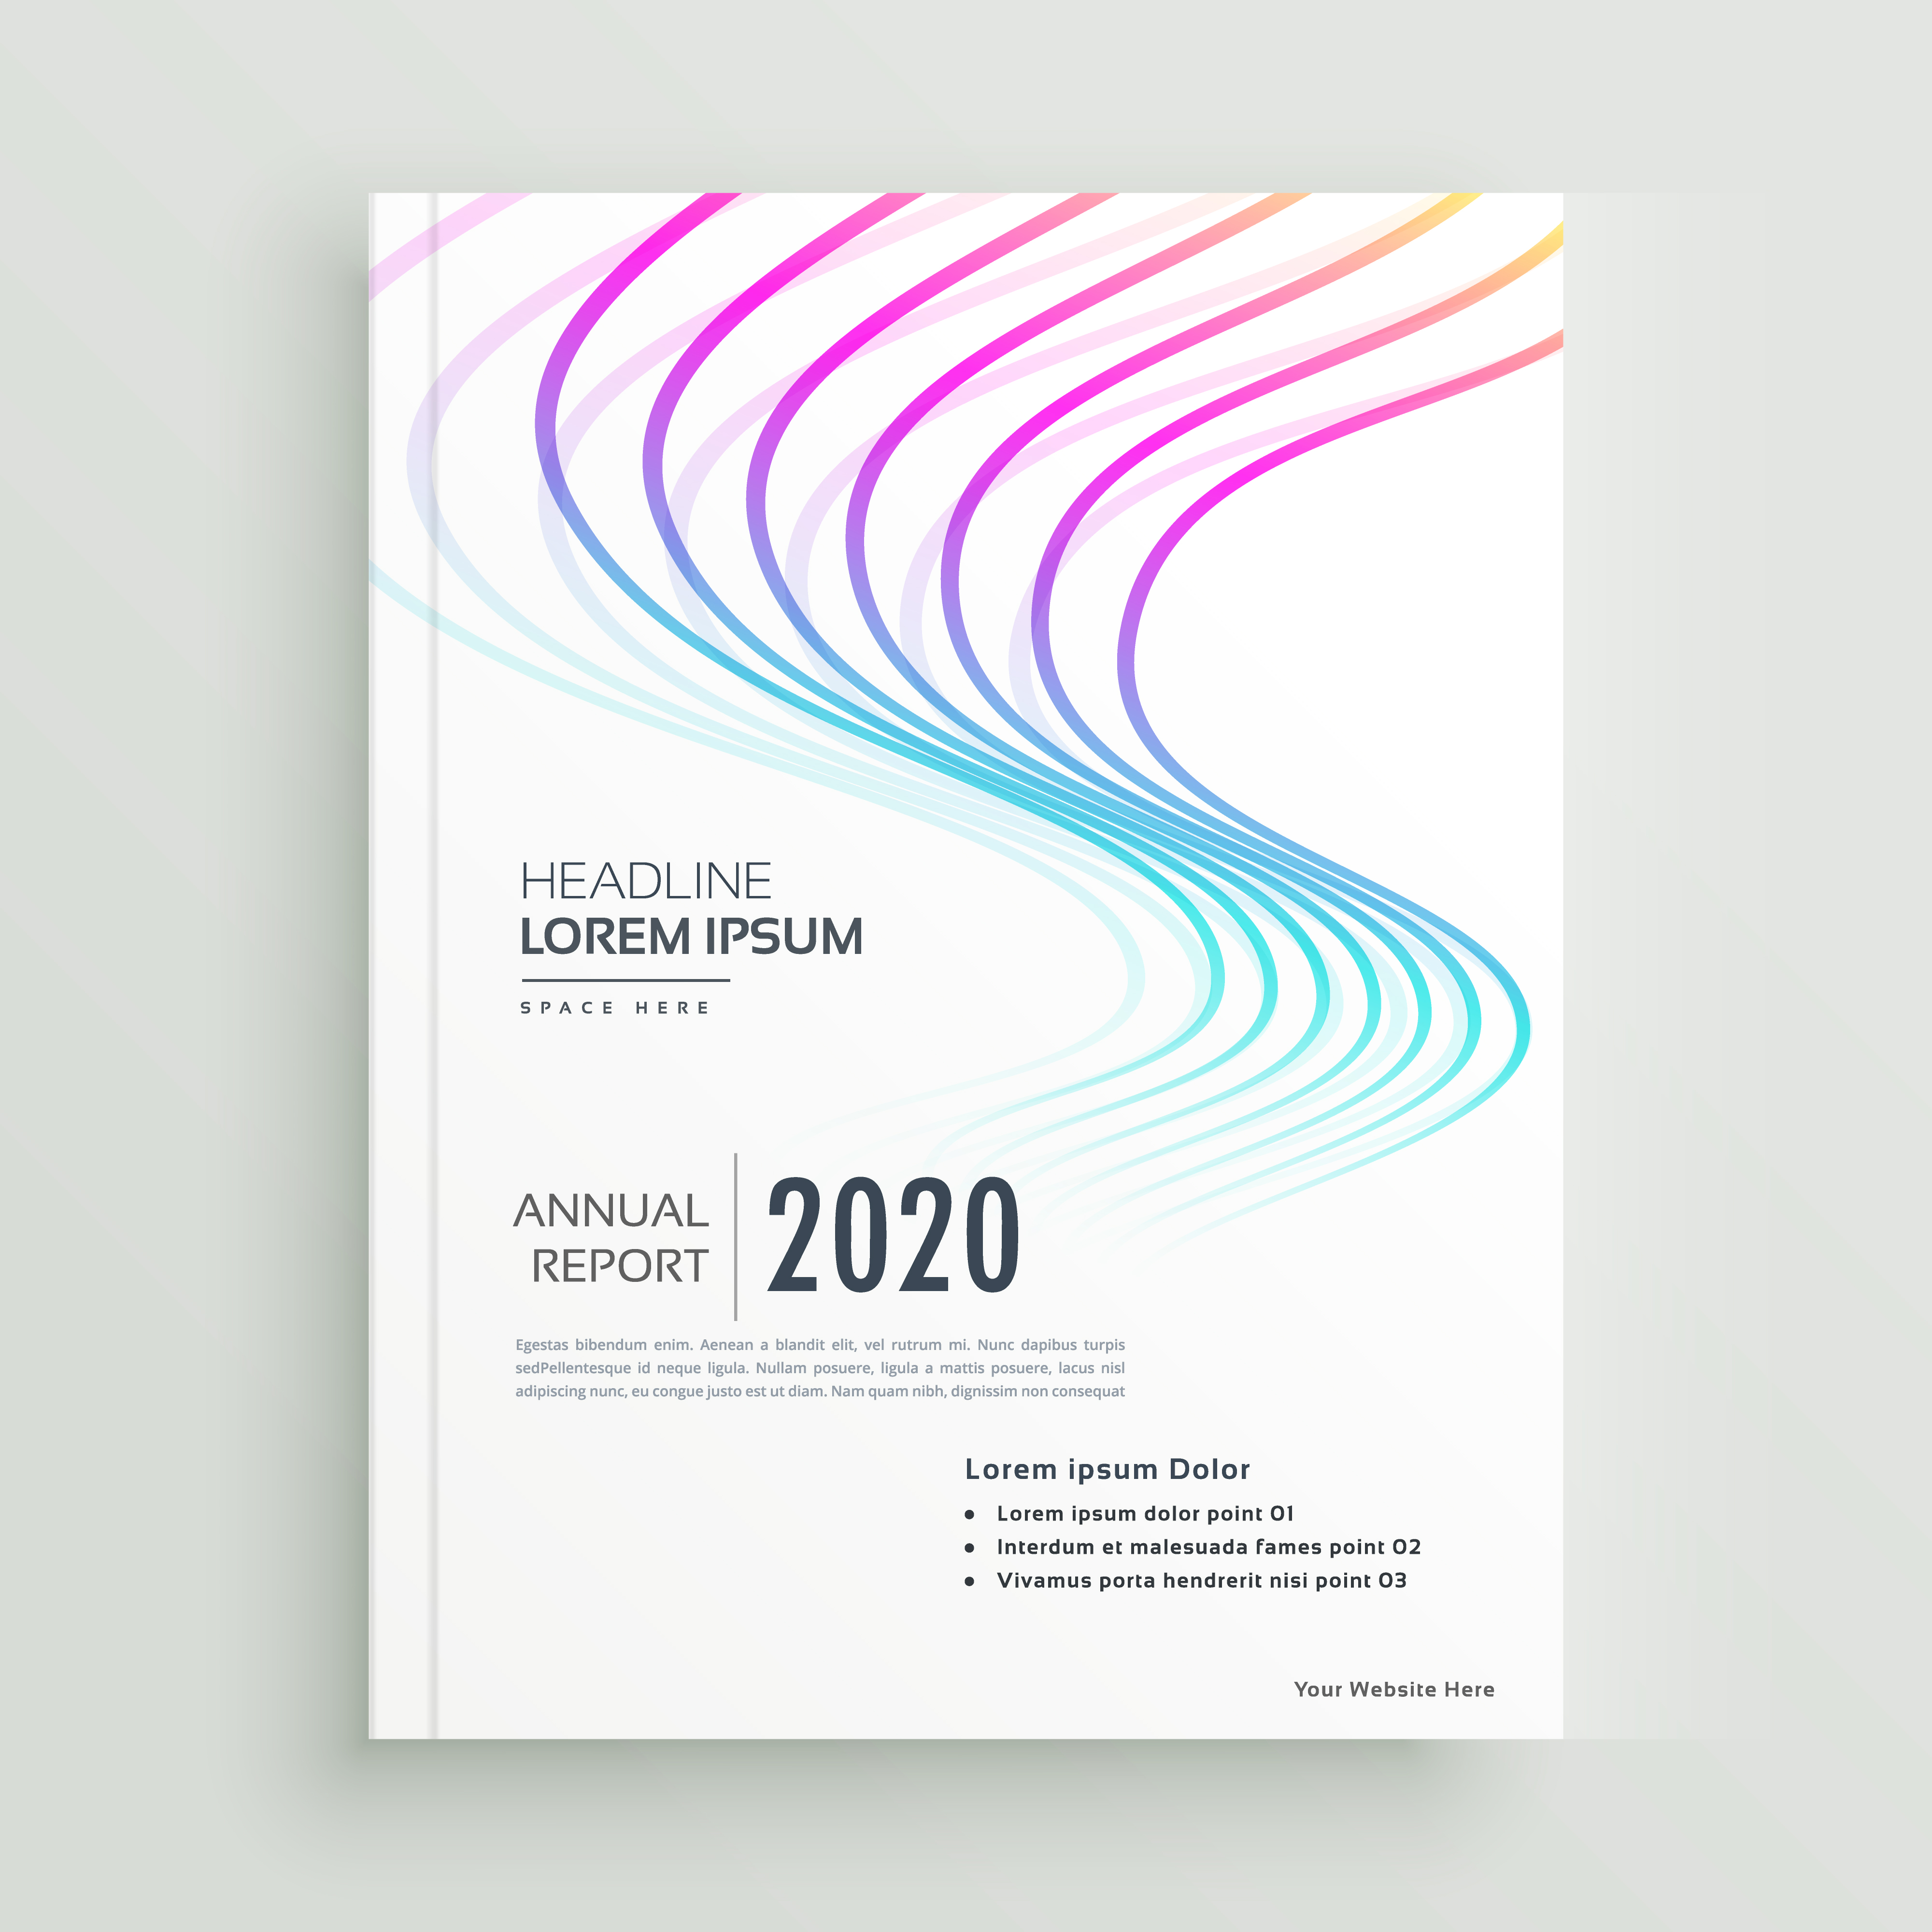 HEADLINE
LOREM IPSUM
SPACE HERE
ANNUAL
REPORT
2020
Egestas bibendum enim. Aenean a blandit elit, vel rutrum mi. Nunc dapibus turpis
sedPellentesque id neque ligula. Nullam posuere, ligula a mattis posuere, lacus nisl
adipiscing nunc, eu congue justo est ut diam. Nam quam nibh, dignissim non consequat
Lorem ipsum Dolor
• Lorem ipsum dolor point 01
• Interdum et malesuada fames point 02
• Vivamus porta hendrerit nisi point 03
Your Website Here